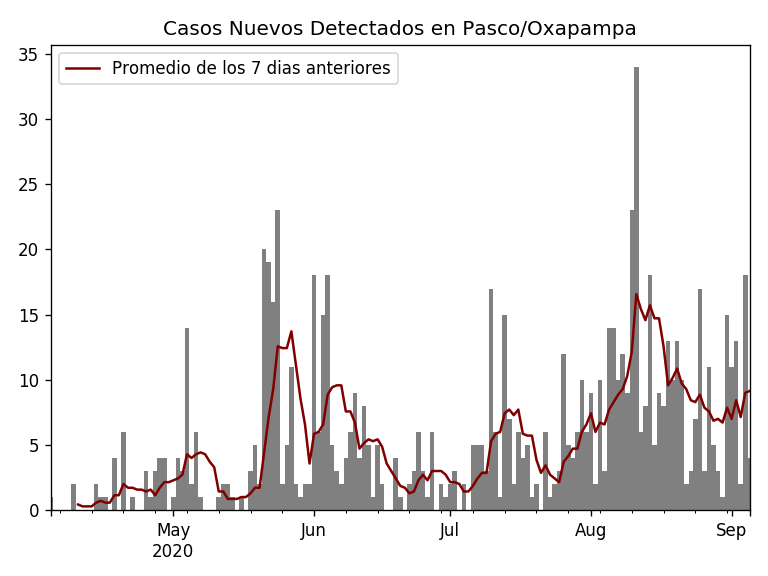 Casos Nuevos Detectados en Pasco/Oxapampa
Promedio de los 7 dias anteriores
35
30
25
20
15
10
5
0
May
2020
Jun
Jul
Aug
Sep